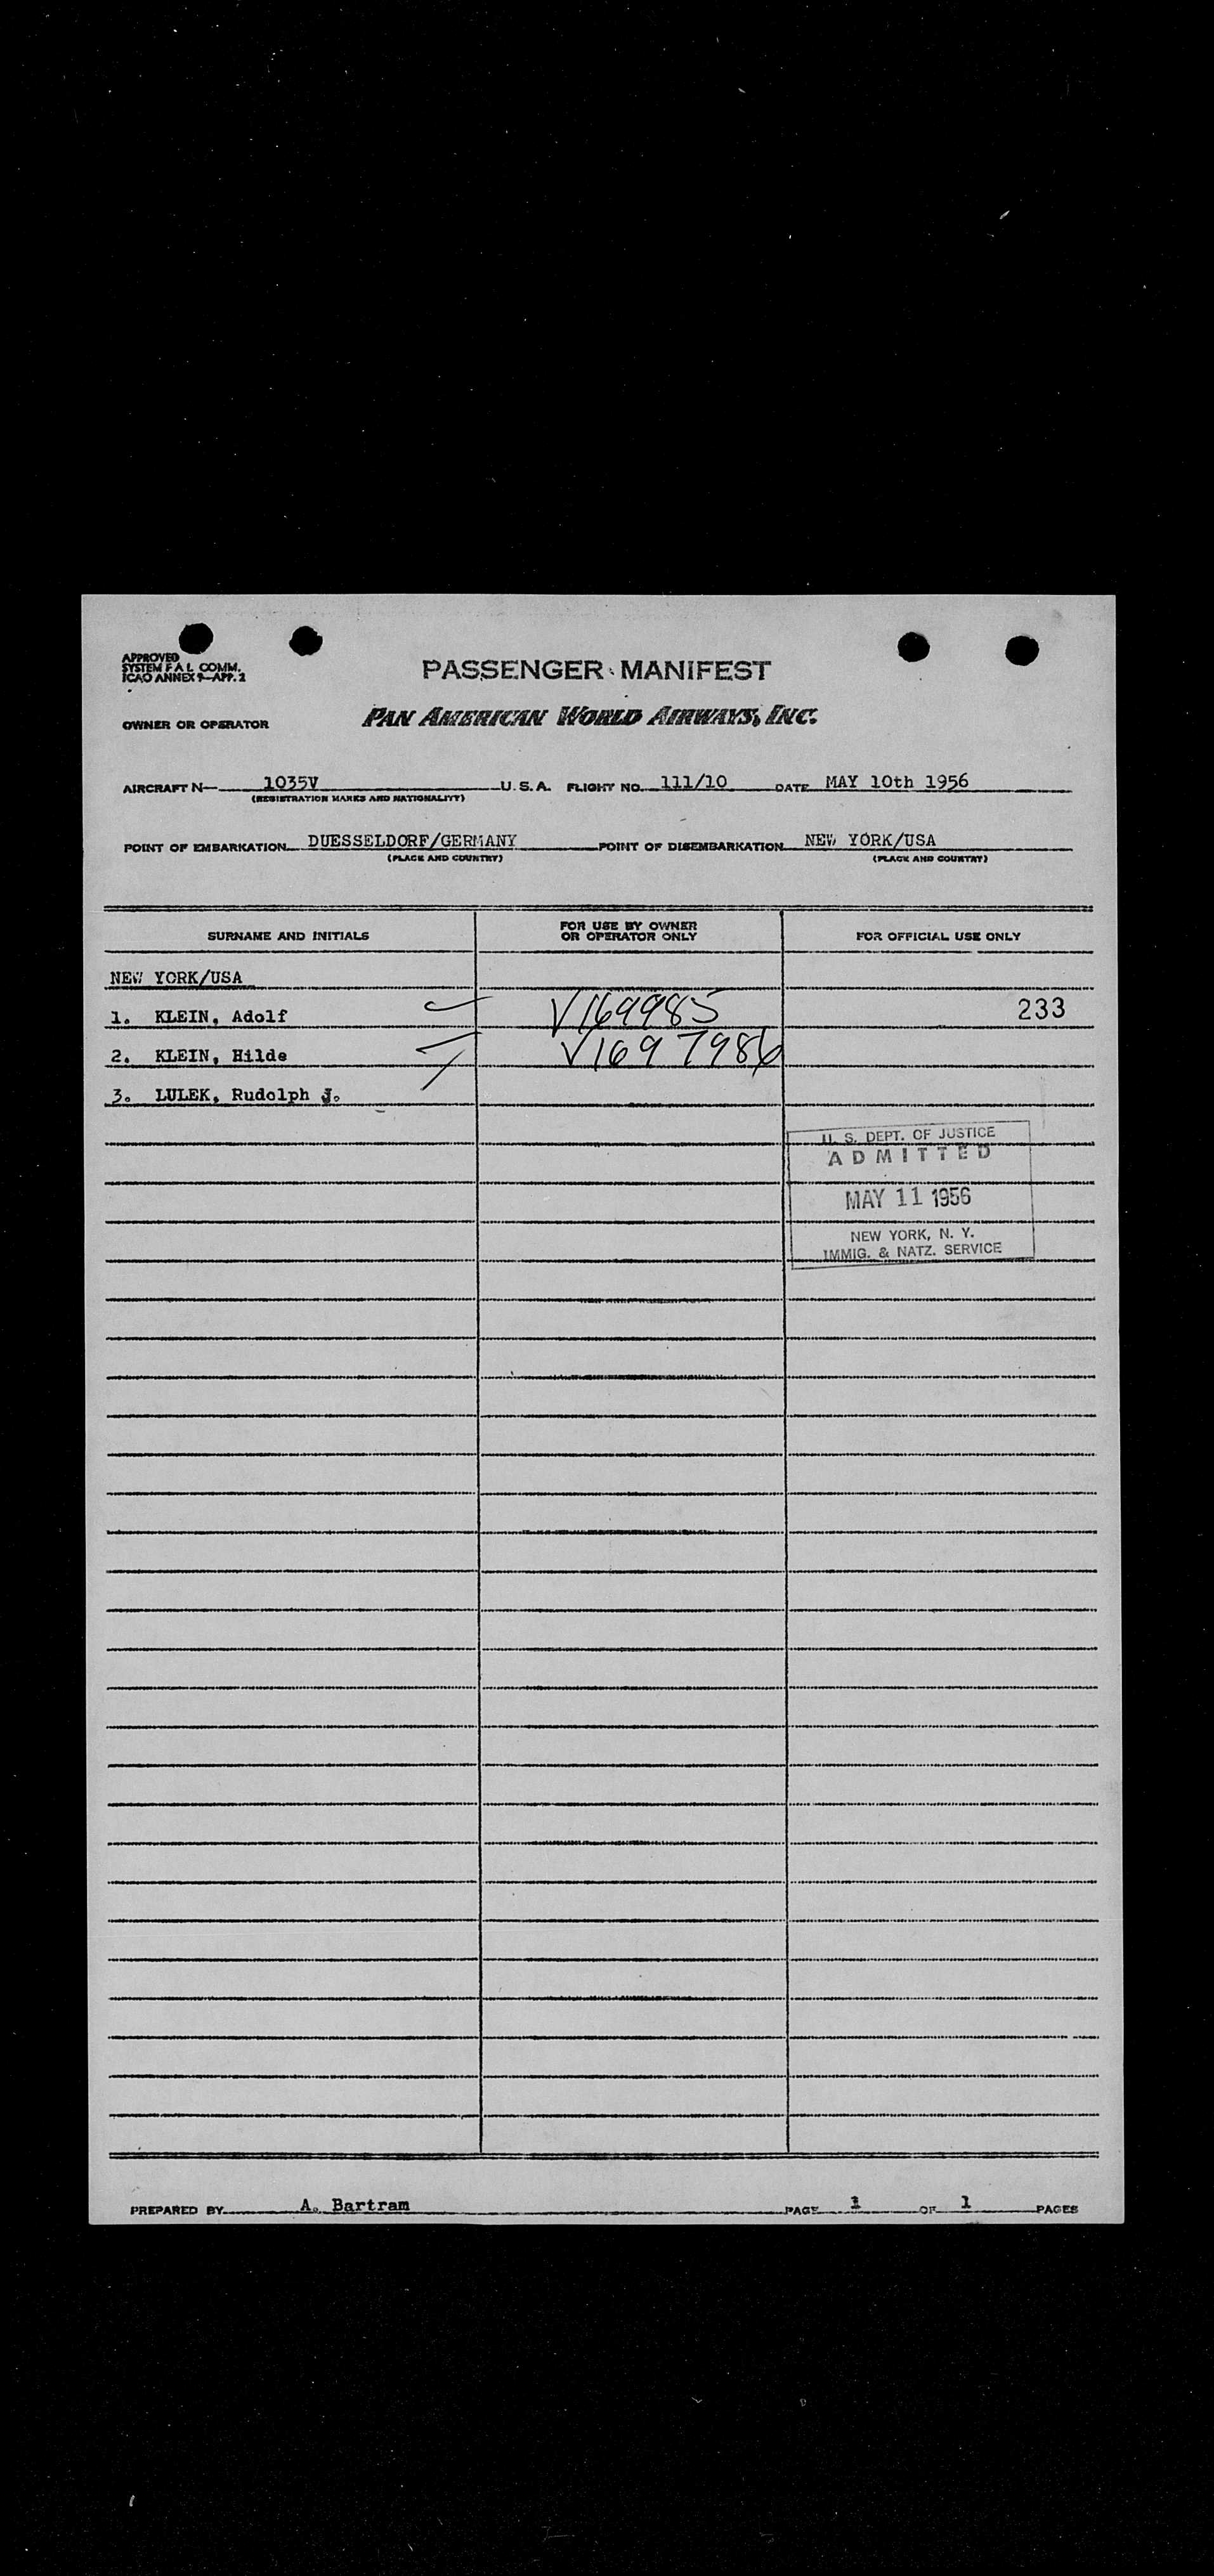 APPROVED
SYSTEM F A L COMM.
ICAO ANNEX 9—APP. 2
PASSENGER MANIFEST
OWNER OR OPERATOR PAN AMERICAN WORLD AIRWAYS, INC.
AIRCRAFT N— 1035V U. S. A. FLIGHT NO. 111/10 DATE MAY 10th 1956
(REGISTRATION MARKS AND NATIONALITY)
POINT OF EMBARKATION DUESSELDORF/GERMANY POINT OF DISEMBARKATION NEW YORK/USA
(PLACE AND COUNTRY) (PLACE AND COUNTRY)
SURNAME AND INITIALS FOR USE BY OWNER OR OPERATOR ONLY FOR OFFICIAL USE ONLY
NEW YORK/USA
1. KLEIN, Adolf V169985 233
2. KLEIN, Hilde V1697986
3. LULEK, Rudolph J.
U. S. DEPT. OF JUSTICE
ADMITTED
MAY 11 1956
NEW YORK, N. Y.
IMMIG. & NATZ. SERVICE
PREPARED BY A. Bartram PAGE 1 OF 1 PAGES